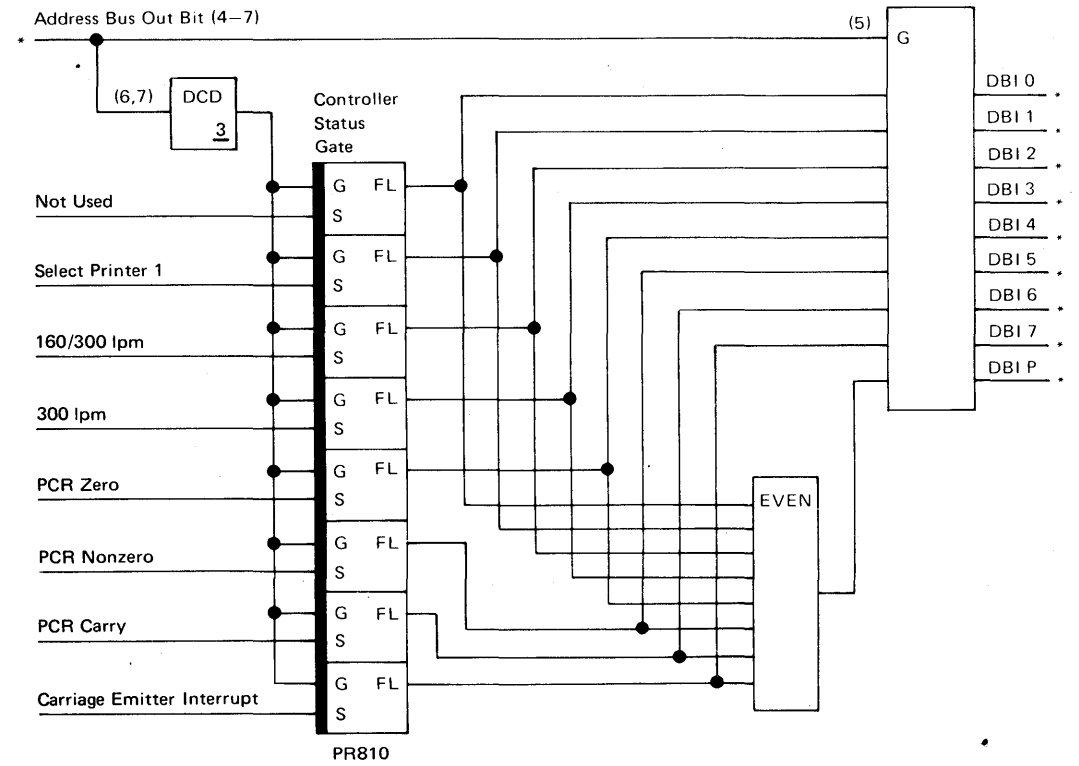 Address Bus Out Bit (4–7)
(5)
G
(6,7)
DCD
3
Controller
Status
Gate
DBI 0
DBI 1
DBI 2
DBI 3
DBI 4
DBI 5
DBI 6
DBI 7
DBI P
G FL
Not Used
S
G FL
Select Printer 1
S
G FL
160/300 lpm
S
G FL
300 lpm
S
G FL
PCR Zero
S
G FL
PCR Nonzero
S
G FL
PCR Carry
S
G FL
Carriage Emitter Interrupt
S
EVEN
PR810